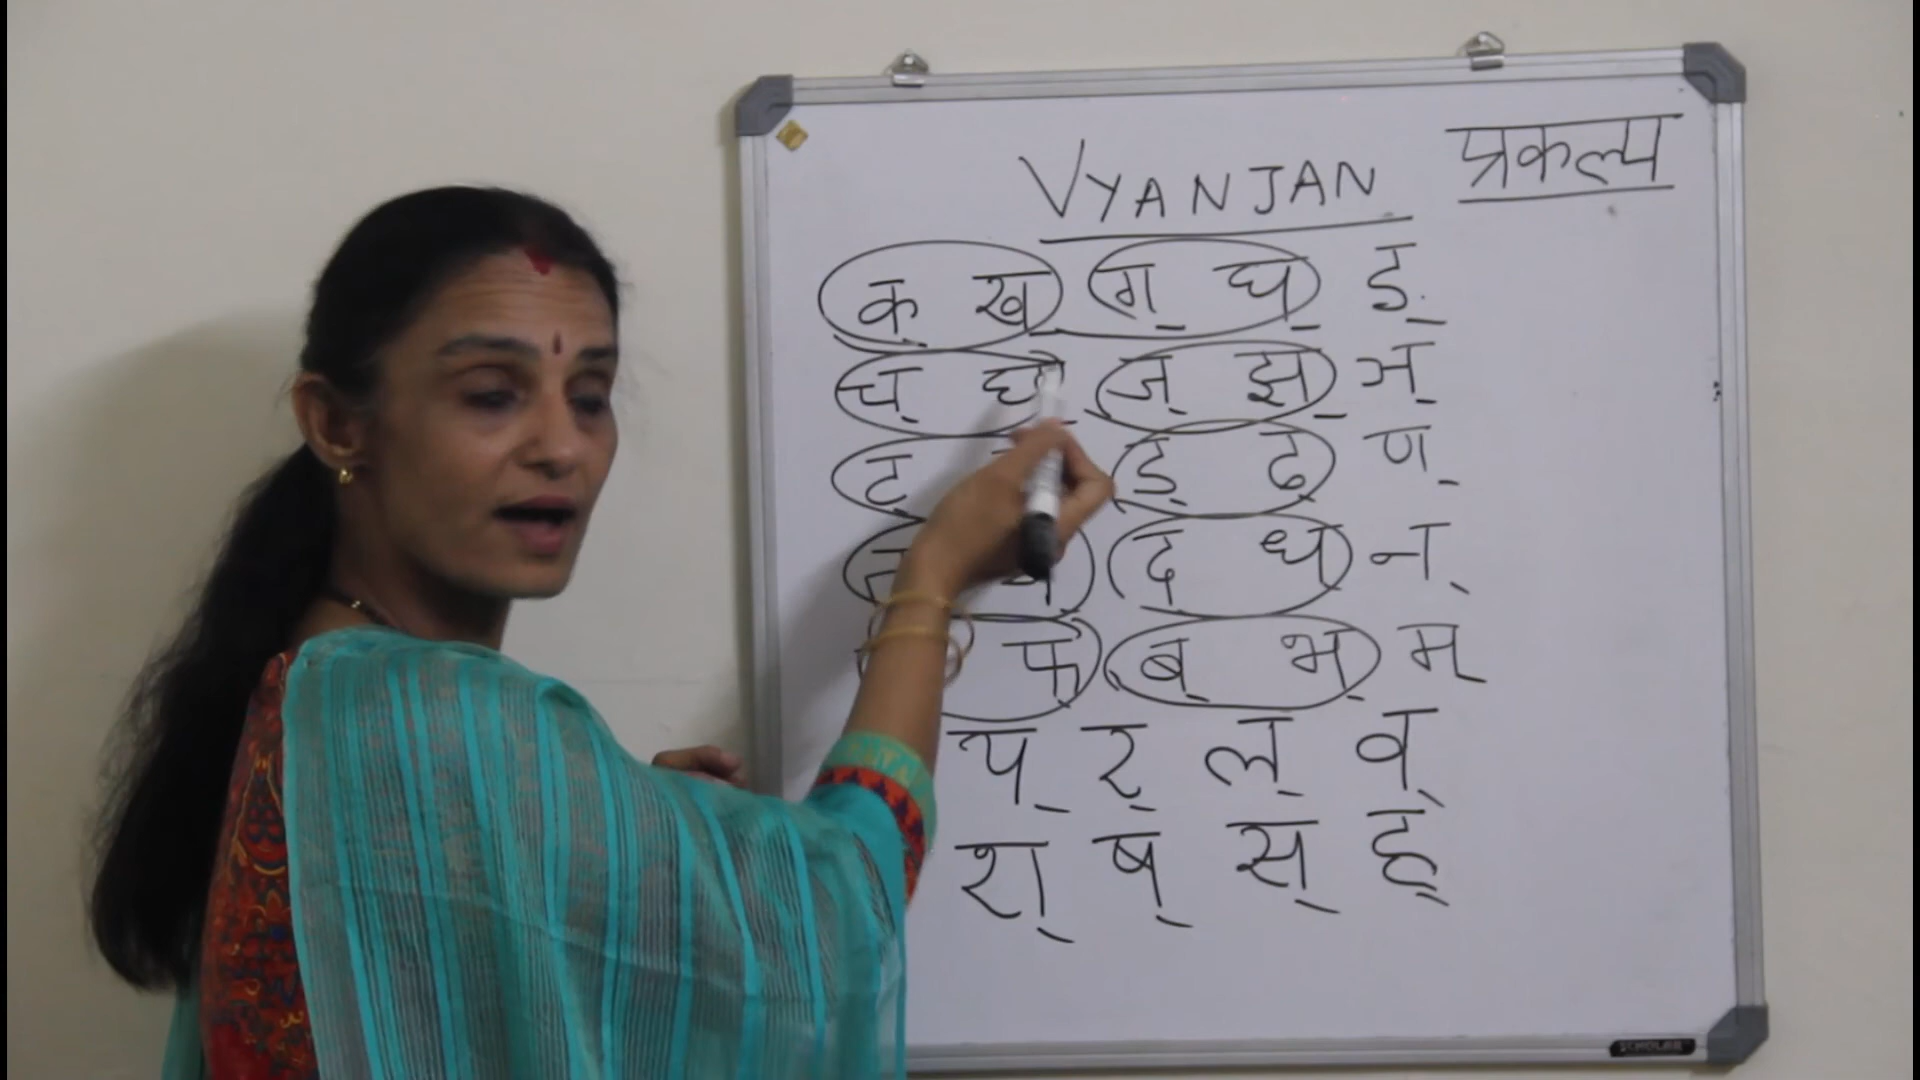 VYANJAN प्रकल्प
क् ख् ग् घ् ङ्
च् छ् ज् झ् ञ्
ट् ड् ढ् ण्
द् ध् न्
फ् ब् भ् म्
य् र् ल् व्
श् ष् स् ह्